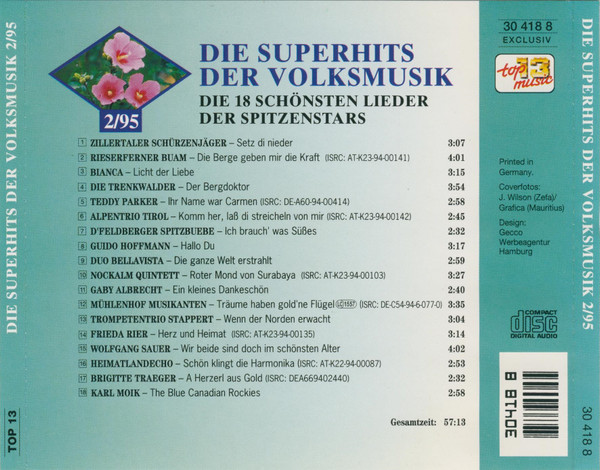 DIE SUPERHITS DER VOLKSMUSIK 2/95
TOP 13
2/95
DIE SUPERHITS
DER VOLKSMUSIK
DIE 18 SCHÖNSTEN LIEDER
DER SPITZENSTARS
1 ZILLERTALER SCHÜRZENJÄGER – Setz di nieder 3:07
2 RIESERFERNER BUAM – Die Berge geben mir die Kraft (ISRC: AT-K23-94-00141) 4:01
3 BIANCA – Licht der Liebe 3:15
4 DIE TRENKWALDER – Der Bergdoktor 3:54
5 TEDDY PARKER – Ihr Name war Carmen (ISRC: DE-A60-94-00414) 2:58
6 ALPENTRIO TIROL – Komm her, laß di streicheln von mir (ISRC: AT-K23-94-00142) 2:45
7 D'FELDBERGER SPITZBUEBE – Ich brauch' was Süßes 2:32
8 GUIDO HOFFMANN – Hallo Du 3:17
9 DUO BELLAVISTA – Die ganze Welt erstrahlt 2:59
10 NOCKALM QUINTETT – Roter Mond von Surabaya (ISRC: AT-K23-94-00103) 3:27
11 GABY ALBRECHT – Ein kleines Dankeschön 3:40
12 MÜHLENHOF MUSIKANTEN – Träume haben gold'ne Flügel (LC 1557) (ISRC: DE-C54-94-6-077-0) 3:35
13 TROMPETENTRIO STAPPERT – Wenn der Norden erwacht 3:04
14 FRIEDA RIER – Herz und Heimat (ISRC: AT-K23-94-00135) 3:14
15 WOLFGANG SAUER – Wir beide sind doch im schönsten Alter 4:02
16 HEIMATLANDECHO – Schön klingt die Harmonika (ISRC: AT-K22-94-00087) 2:53
17 BRIGITTE TRAEGER – A Herzerl aus Gold (ISRC: DEA669402440) 2:32
18 KARL MOIK – The Blue Canadian Rockies 2:58
Gesamtzeit: 57:13
30 418 8
EXCLUSIV
top 13 music
Printed in
Germany.
Coverfotos:
J. Wilson (Zefa)/
Grafica (Mauritius)
Design:
Gecco
Werbeagentur
Hamburg
COMPACT
disc
DIGITAL AUDIO
30418 8
DIE SUPERHITS DER VOLKSMUSIK 2/95
30 418 8